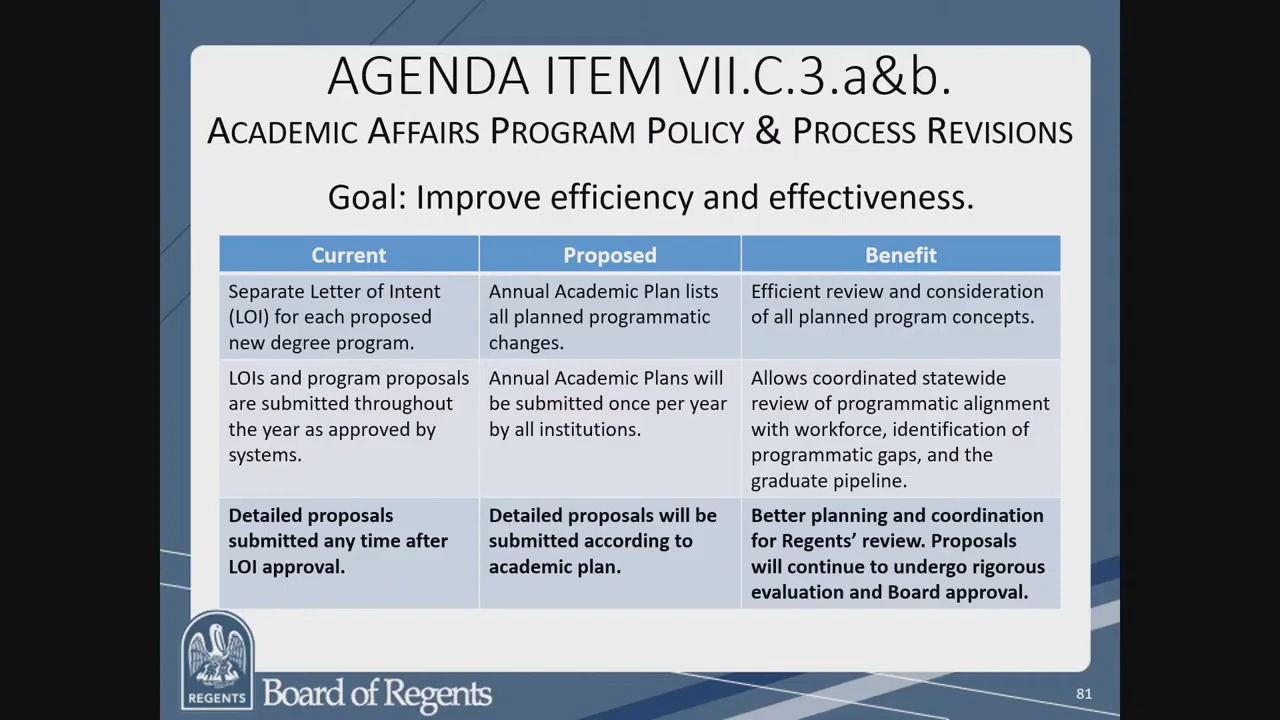 AGENDA ITEM VII.C.3.a&b.
ACADEMIC AFFAIRS PROGRAM POLICY & PROCESS REVISIONS
Goal: Improve efficiency and effectiveness.
Current
Proposed
Benefit
Separate Letter of Intent
(LOI) for each proposed
new degree program.
Annual Academic Plan lists
all planned programmatic
changes.
Efficient review and consideration
of all planned program concepts.
LOIs and program proposals
are submitted throughout
the year as approved by
systems.
Annual Academic Plans will
be submitted once per year
by all institutions.
Allows coordinated statewide
review of programmatic alignment
with workforce, identification of
programmatic gaps, and the
graduate pipeline.
Detailed proposals
submitted any time after
LOI approval.
Detailed proposals will be
submitted according to
academic plan.
Better planning and coordination
for Regents’ review. Proposals
will continue to undergo rigorous
evaluation and Board approval.
REGENTS
Board of Regents
81